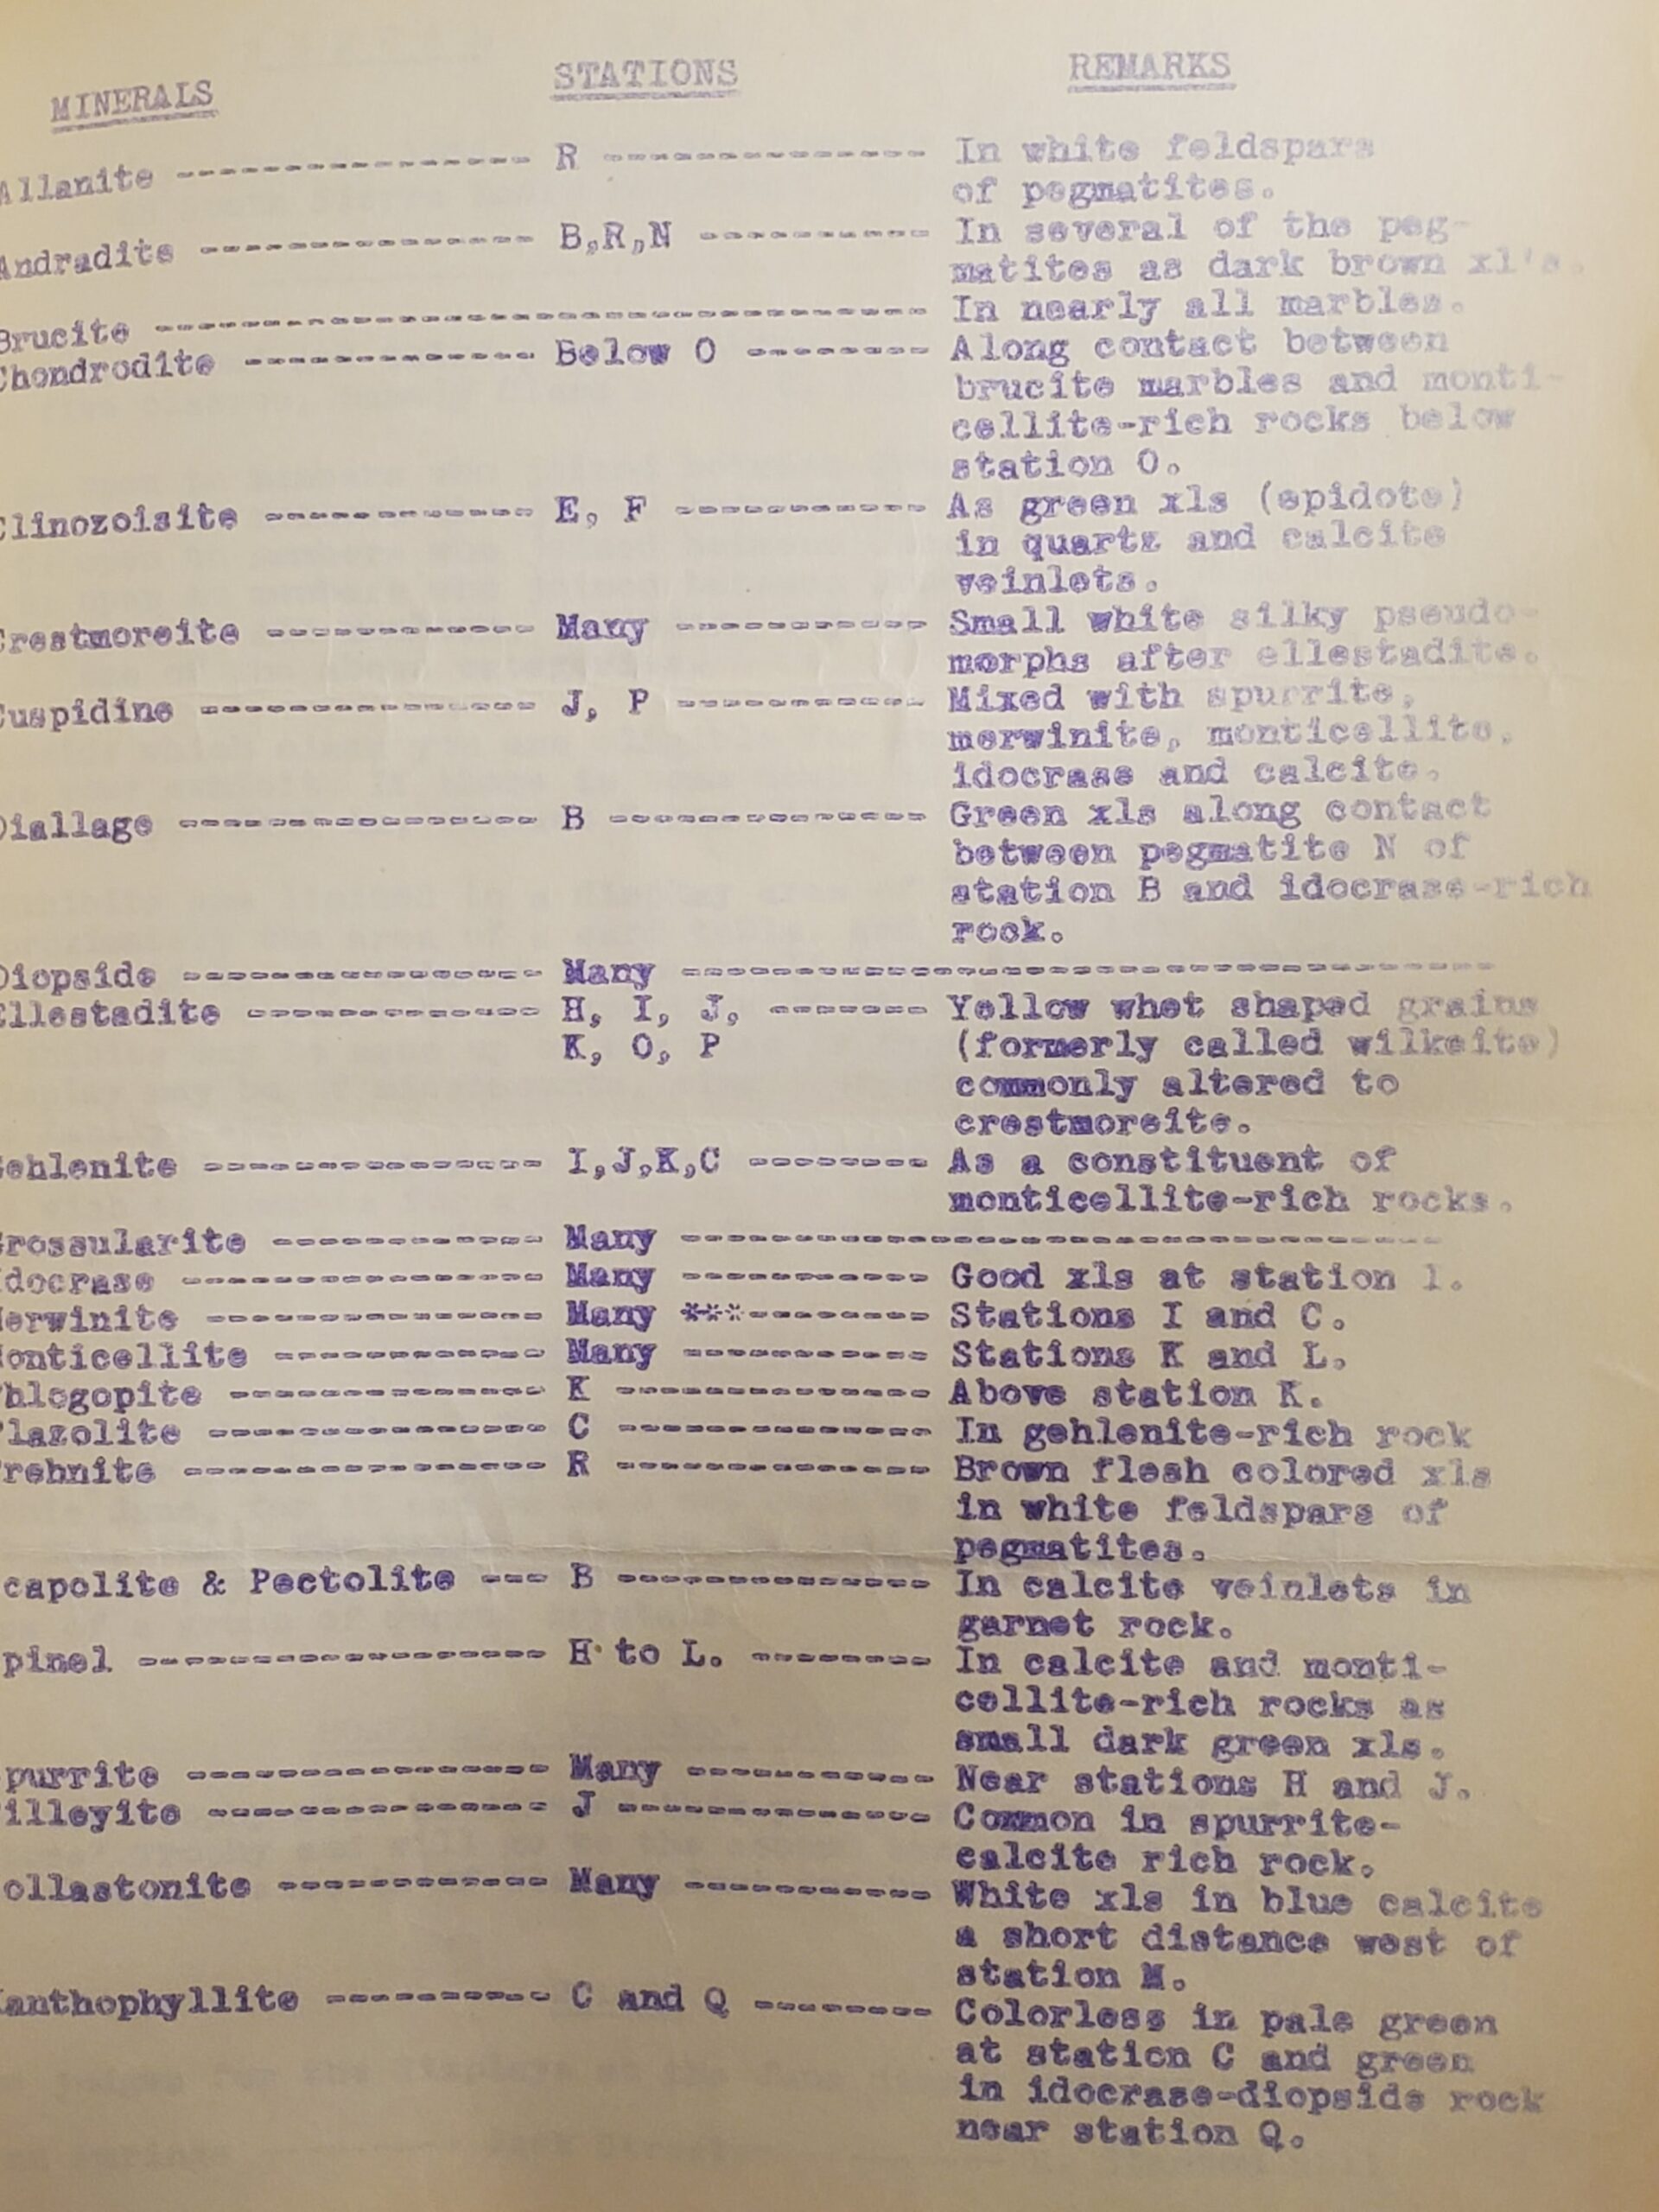 MINERALS STATIONS REMARKS
Allanite ---------------- R -------------- In white feldspars
of pegmatites.
Andradite --------------- B,R,N ---------- In several of the peg-
matites as dark brown xl's.
Brucite ---------------------------------- In nearly all marbles.
Chondrodite ------------- Below O -------- Along contact between
brucite marbles and monti-
cellite-rich rocks below
station O.
Clinozoisite ------------ E, F ----------- As green xls (epidote)
in quartz and calcite
veinlets.
Crestmoreite ------------ Many ----------- Small white silky pseudo-
morphs after ellestadite.
Cuspidine --------------- J, P ----------- Mixed with spurrite,
merwinite, monticellite,
idocrase and calcite.
Diallage ---------------- B -------------- Green xls along contact
between pegmatite N of
station B and idocrase-rich
rock.
Diopside ---------------- Many ------------------------------------
Ellestadite ------------- H, I, J, ------- Yellow whet shaped grains
K, O, P (formerly called wilkeite)
commonly altered to
crestmoreite.
Gehlenite --------------- I,J,K,C -------- As a constituent of
monticellite-rich rocks.
Grossularite ------------ Many ----------------------------------
Idocrase ---------------- Many ----------- Good xls at station l.
Merwinite --------------- Many ***-------- Stations I and C.
Monticellite ------------ Many ----------- Stations K and L.
Phlogopite -------------- K -------------- Above station K.
Plazolite --------------- C -------------- In gehlenite-rich rock
Prehnite ---------------- R -------------- Brown flesh colored xls
in white feldspars of
pegmatites.
capolite & Pectolite --- B -------------- In calcite veinlets in
garnet rock.
pinel ------------------ H to L. -------- In calcite and monti-
cellite-rich rocks as
small dark green xls.
purrite ---------------- Many ----------- Near stations H and J.
illeyite --------------- J -------------- Common in spurrite-
calcite rich rock.
ollastonite ------------ Many ----------- White xls in blue calcite
a short distance west of
station M.
Xanthophyllite ---------- C and Q -------- Colorless in pale green
at station C and green
in idocrase-diopside rock
near station Q.